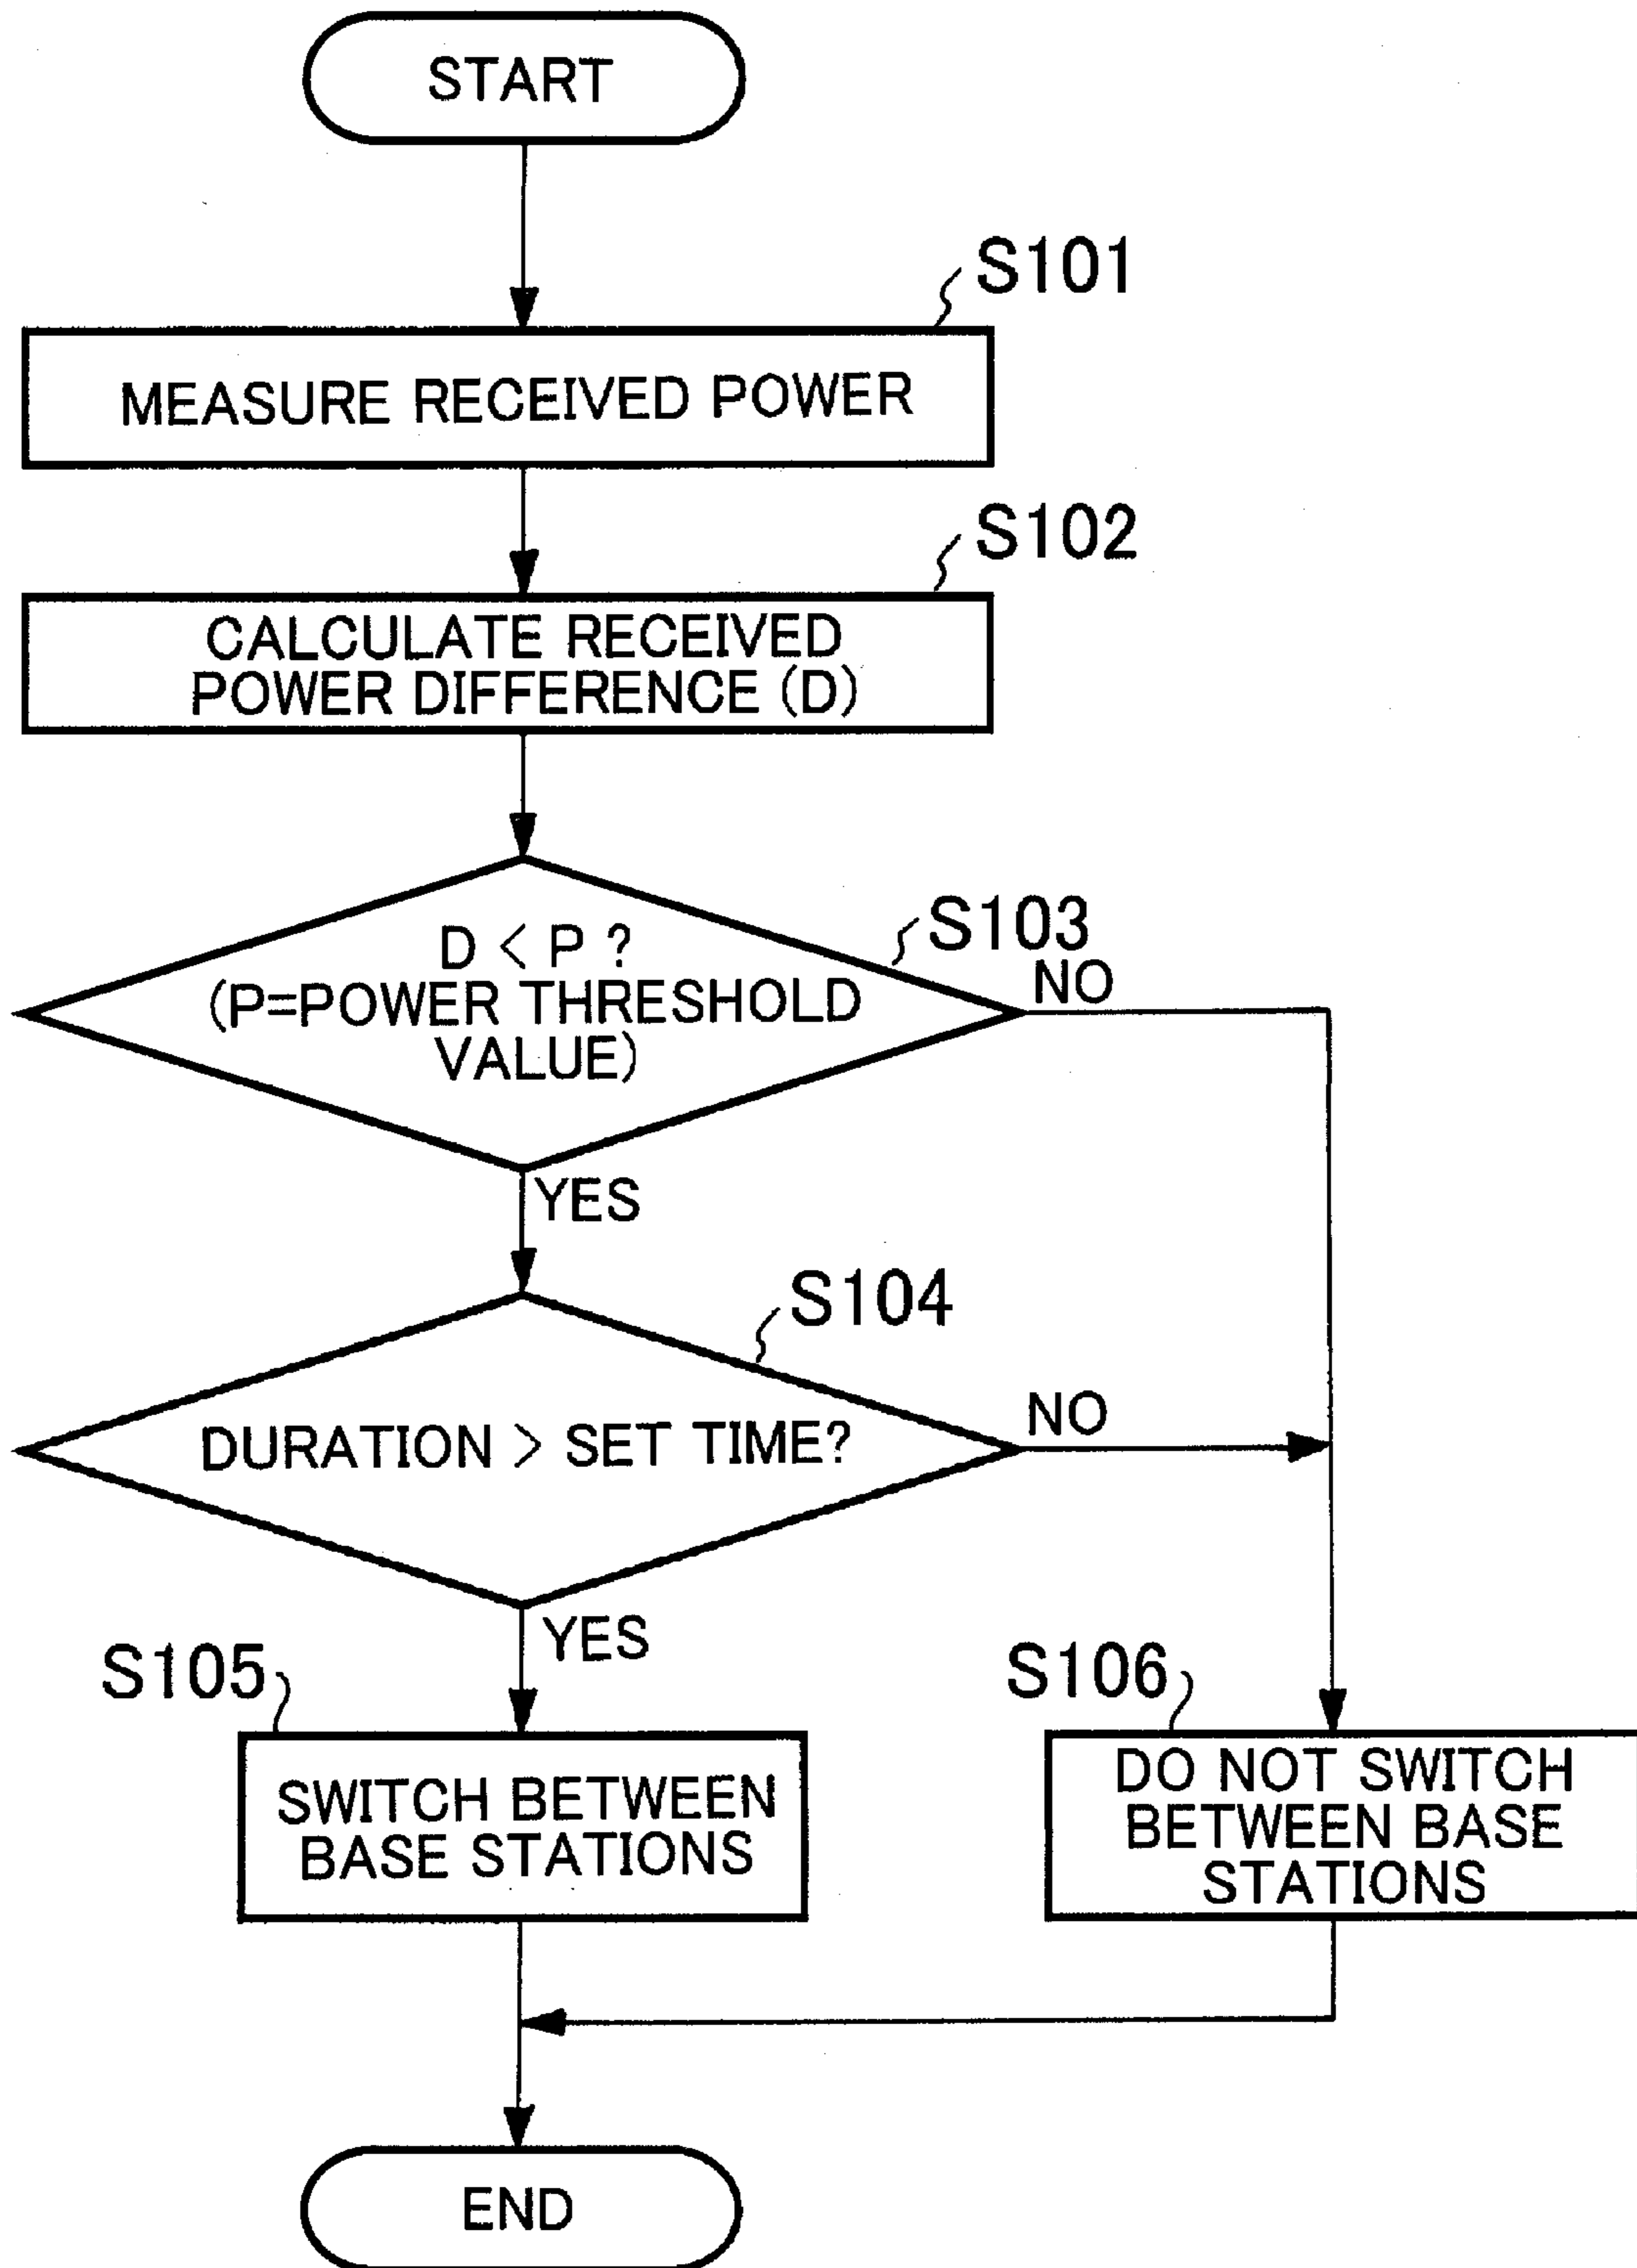 START
S101
MEASURE RECEIVED POWER
S102
CALCULATE RECEIVED
POWER DIFFERENCE (D)
S103
D < P ?
(P=POWER THRESHOLD
VALUE)
NO
YES
S104
DURATION > SET TIME?
NO
YES
S105
SWITCH BETWEEN
BASE STATIONS
S106
DO NOT SWITCH
BETWEEN BASE
STATIONS
END